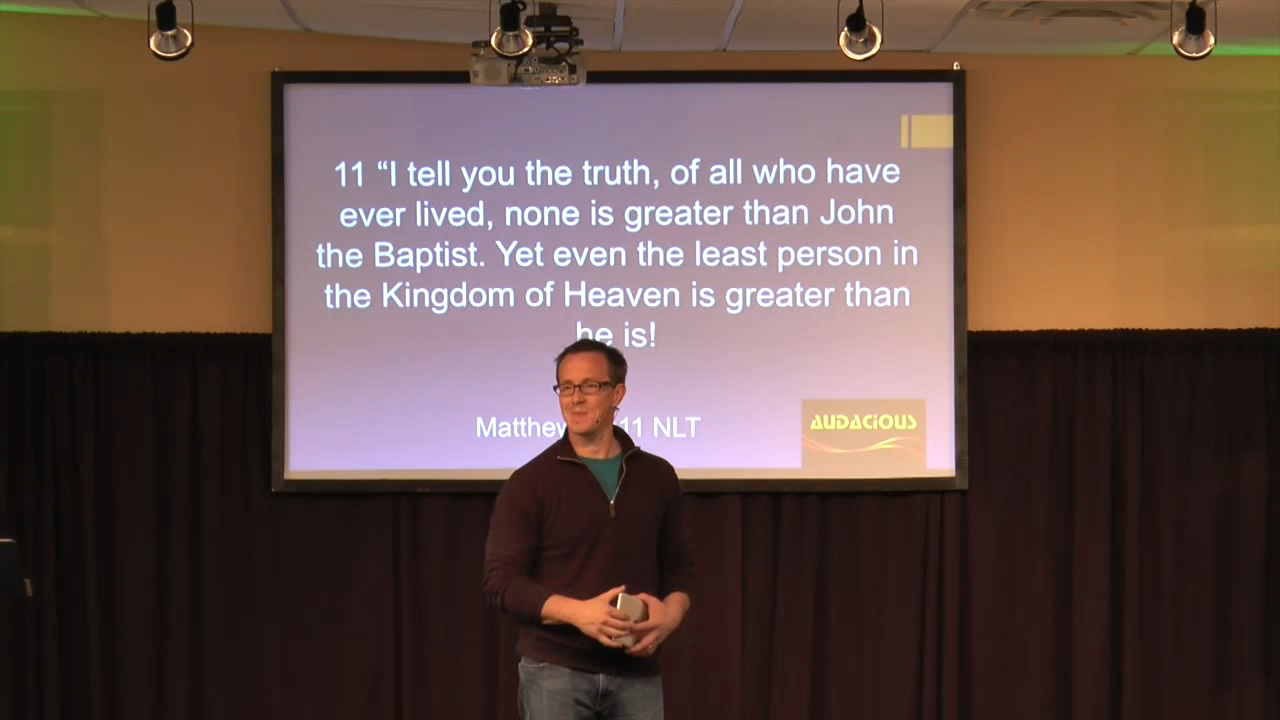 11 “I tell you the truth, of all who have
ever lived, none is greater than John
the Baptist. Yet even the least person in
the Kingdom of Heaven is greater than
he is!
Matthew 11 NLT
AUDACIOUS